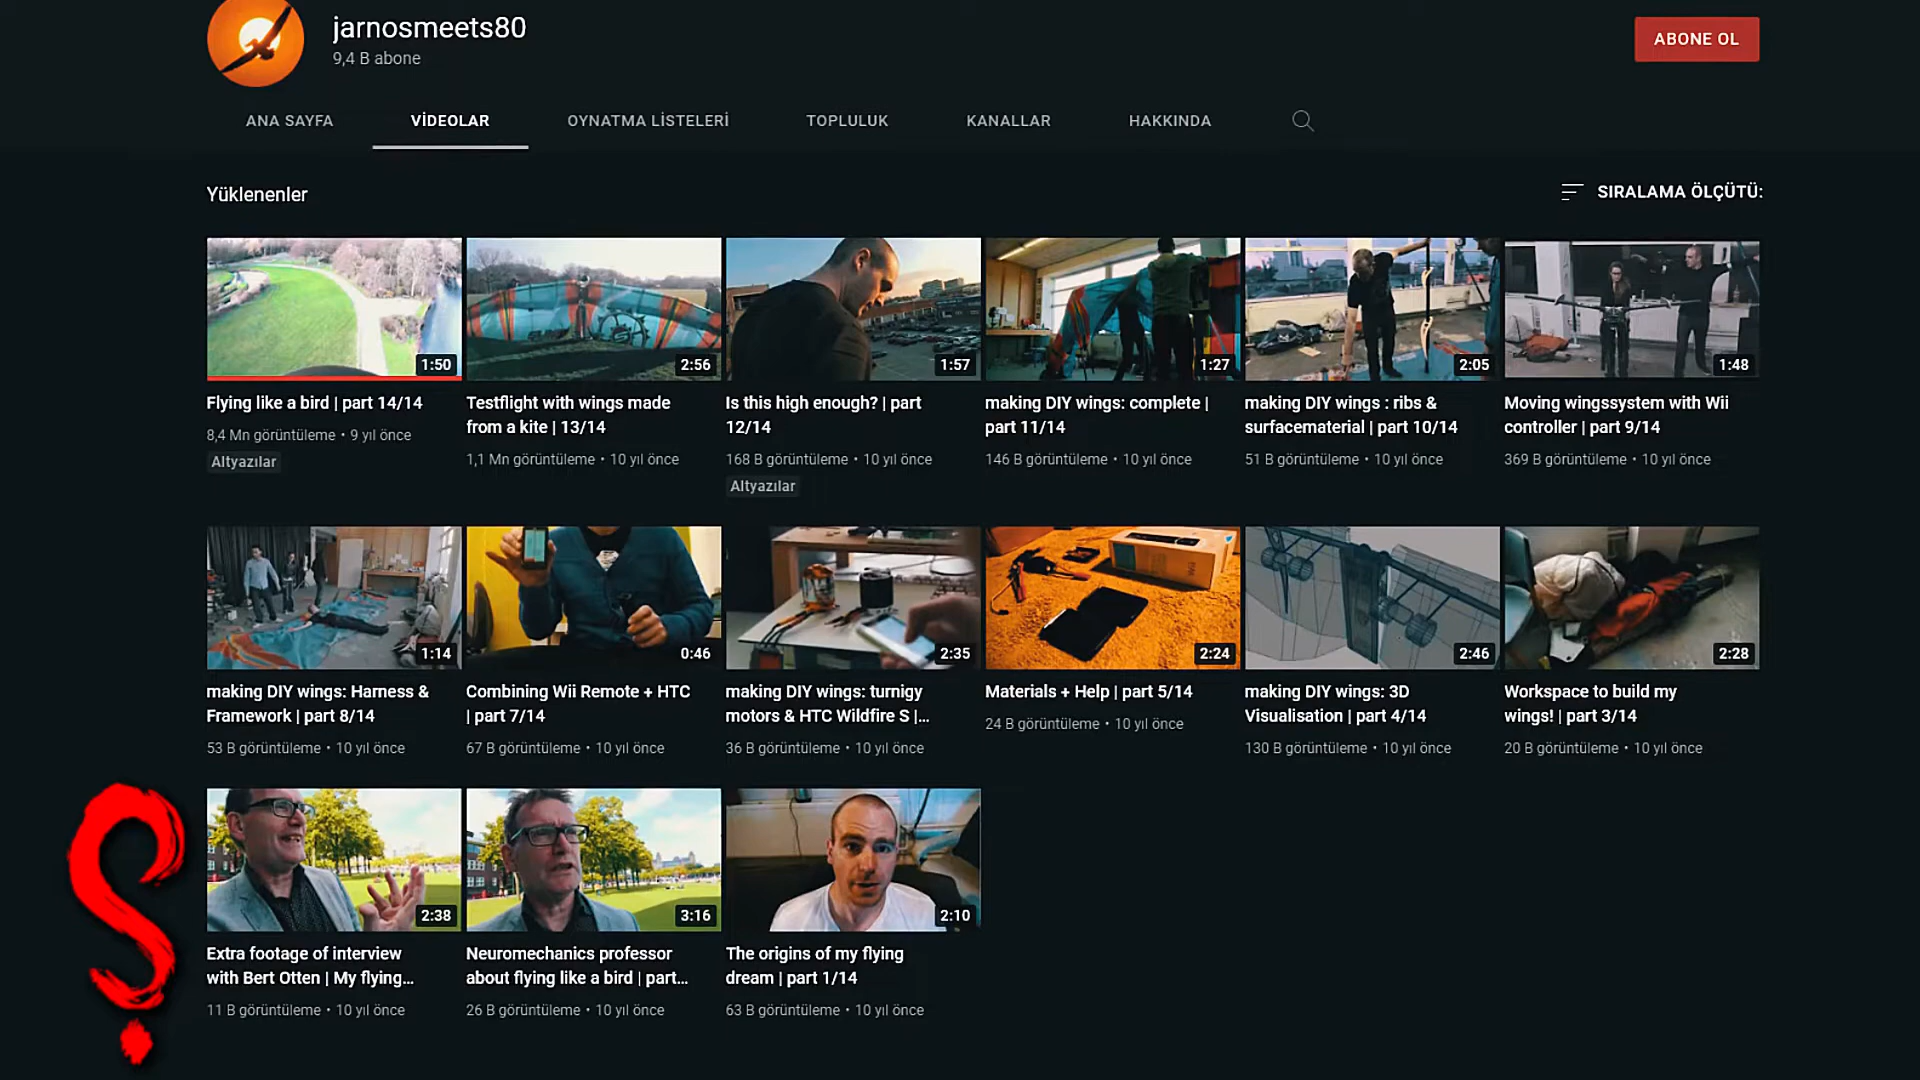 jarnosmeets80
9,4 B abone
ABONE OL
ANA SAYFA
VİDEOLAR
OYNATMA LİSTELERİ
TOPLULUK
KANALLAR
HAKKINDA
Yüklenenler
SIRALAMA ÖLÇÜTÜ:
1:50
2:56
1:57
1:27
2:05
1:48
Flying like a bird | part 14/14
8,4 Mn görüntüleme • 9 yıl önce
Altyazılar
Testflight with wings made
from a kite | 13/14
1,1 Mn görüntüleme • 10 yıl önce
Is this high enough? | part
12/14
168 B görüntüleme • 10 yıl önce
Altyazılar
making DIY wings: complete |
part 11/14
146 B görüntüleme • 10 yıl önce
making DIY wings : ribs &
surfacematerial | part 10/14
51 B görüntüleme • 10 yıl önce
Moving wingssystem with Wii
controller | part 9/14
369 B görüntüleme • 10 yıl önce
1:14
0:46
2:35
2:24
2:46
2:28
making DIY wings: Harness &
Framework | part 8/14
53 B görüntüleme • 10 yıl önce
Combining Wii Remote + HTC
| part 7/14
67 B görüntüleme • 10 yıl önce
making DIY wings: turnigy
motors & HTC Wildfire S |...
36 B görüntüleme • 10 yıl önce
Materials + Help | part 5/14
24 B görüntüleme • 10 yıl önce
making DIY wings: 3D
Visualisation | part 4/14
130 B görüntüleme • 10 yıl önce
Workspace to build my
wings! | part 3/14
20 B görüntüleme • 10 yıl önce
2:38
3:16
2:10
Extra footage of interview
with Bert Otten | My flying...
11 B görüntüleme • 10 yıl önce
Neuromechanics professor
about flying like a bird | part...
26 B görüntüleme • 10 yıl önce
The origins of my flying
dream | part 1/14
63 B görüntüleme • 10 yıl önce